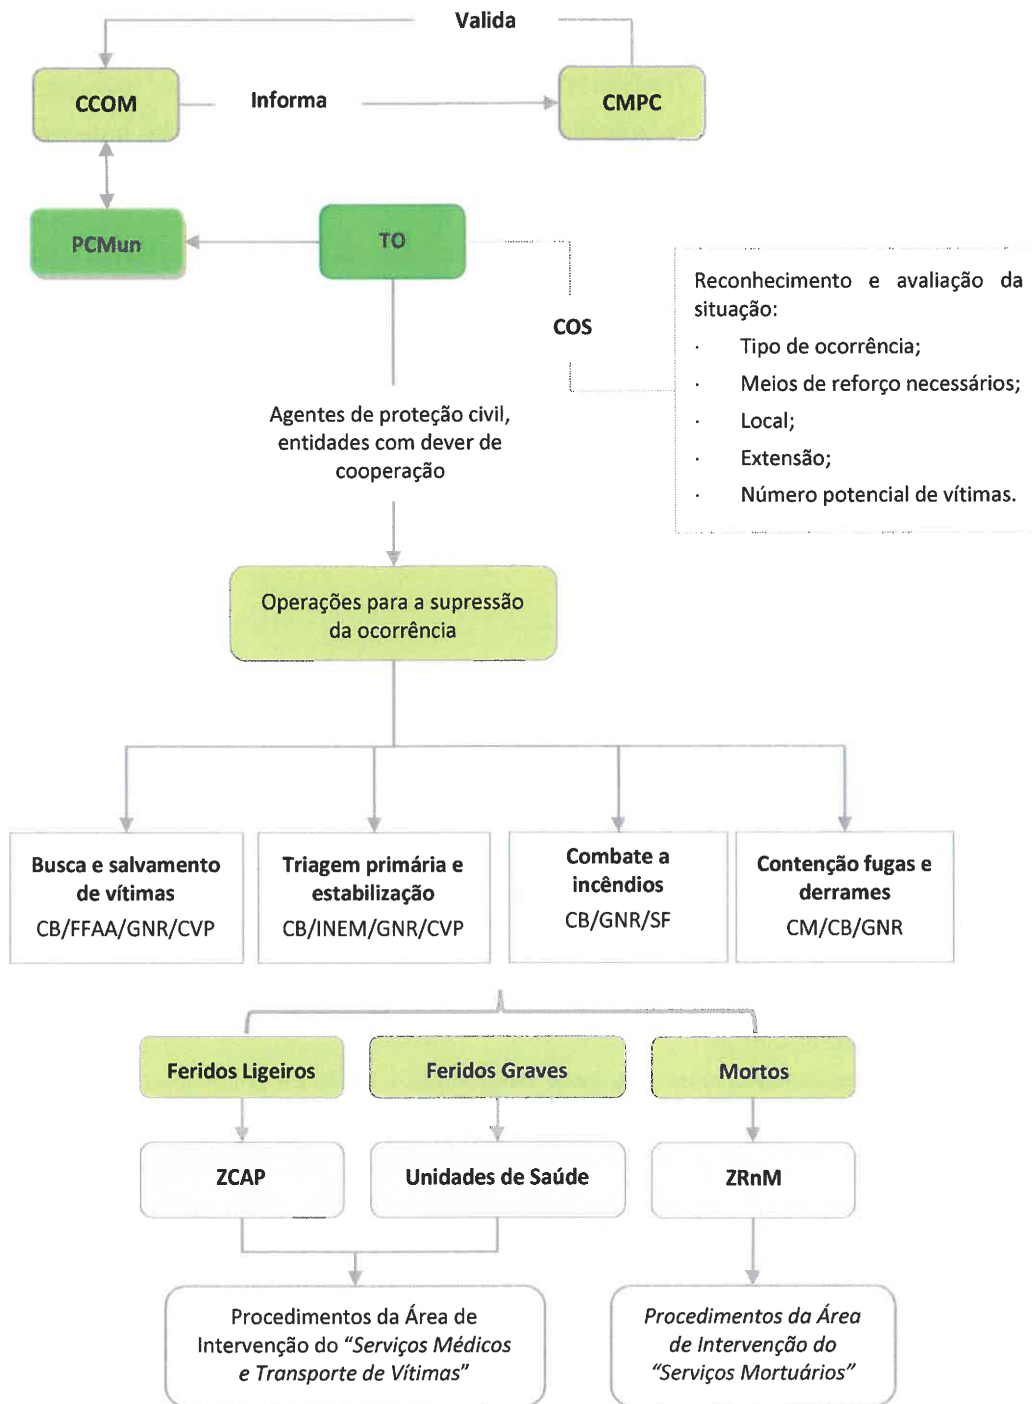 Valida
CCOM
Informa
CMPC
PCMun
TO
COS
Reconhecimento e avaliação da
situação:
· Tipo de ocorrência;
· Meios de reforço necessários;
· Local;
· Extensão;
· Número potencial de vítimas.
Agentes de proteção civil,
entidades com dever de
cooperação
Operações para a supressão
da ocorrência
Busca e salvamento
de vítimas
CB/FFAA/GNR/CVP
Triagem primária e
estabilização
CB/INEM/GNR/CVP
Combate a
incêndios
CB/GNR/SF
Contenção fugas e
derrames
CM/CB/GNR
Feridos Ligeiros
Feridos Graves
Mortos
ZCAP
Unidades de Saúde
ZRnM
Procedimentos da Área de
Intervenção do “Serviços Médicos
e Transporte de Vítimas”
Procedimentos da Área
de Intervenção do
“Serviços Mortuários”